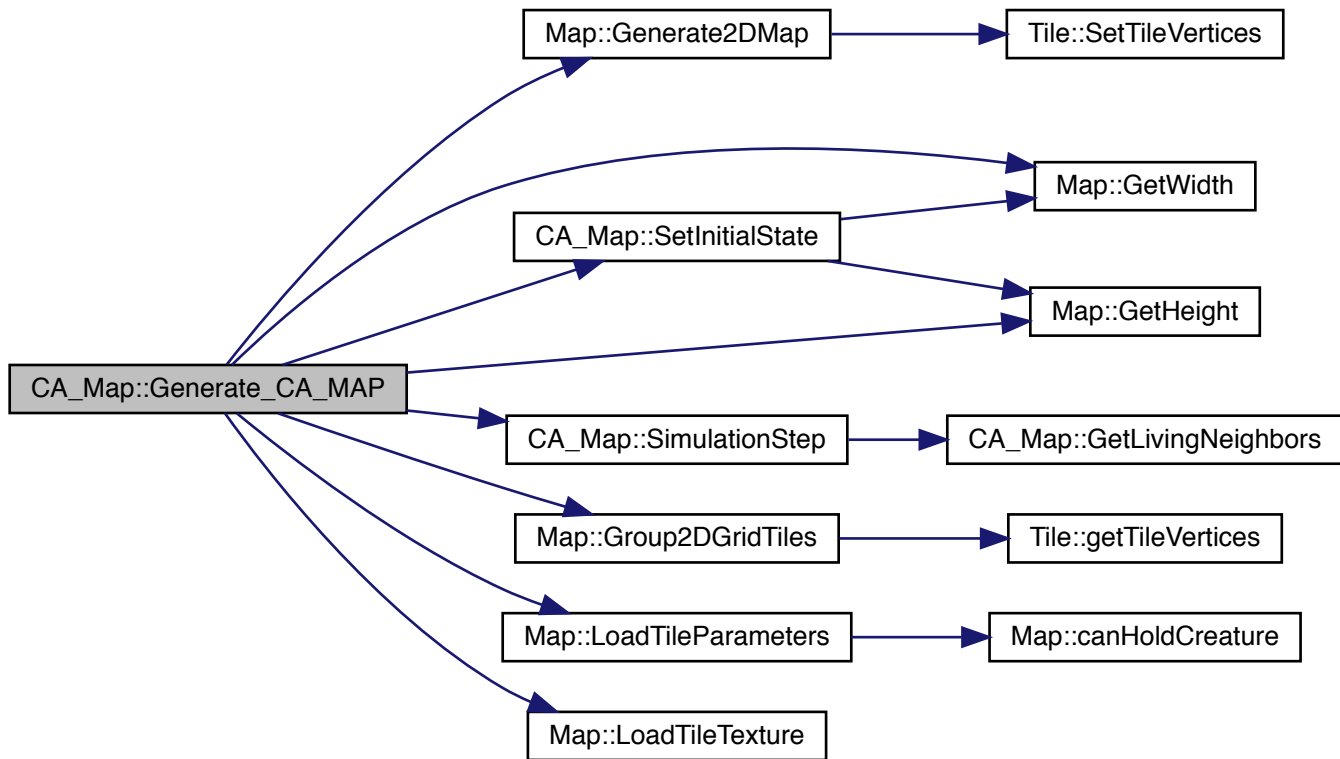 Map::Generate2DMap
Tile::SetTileVertices
Map::GetWidth
CA_Map::SetInitialState
Map::GetHeight
CA_Map::Generate_CA_MAP
CA_Map::SimulationStep
CA_Map::GetLivingNeighbors
Map::Group2DGridTiles
Tile::getTileVertices
Map::LoadTileParameters
Map::canHoldCreature
Map::LoadTileTexture